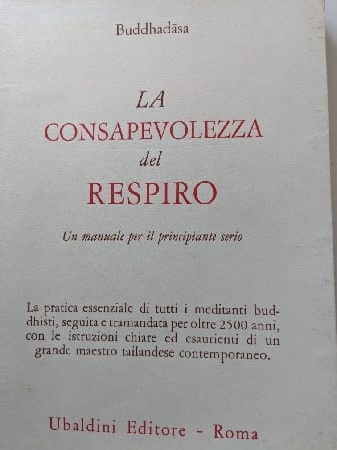 Buddhadāsa
LA
CONSAPEVOLEZZA
del
RESPIRO
Un manuale per il principiante serio
La pratica essenziale di tutti i meditanti bud-
dhisti, seguita e tramandata per oltre 2500 anni,
con le istruzioni chiare ed esaurienti di un
grande maestro tailandese contemporaneo.
Ubaldini Editore - Roma